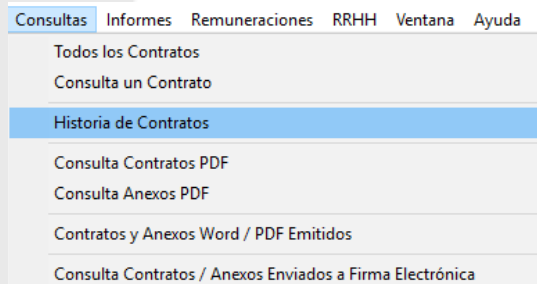 Consultas Informes Remuneraciones RRHH Ventana Ayuda
Todos los Contratos
Consulta un Contrato
Historia de Contratos
Consulta Contratos PDF
Consulta Anexos PDF
Contratos y Anexos Word / PDF Emitidos
Consulta Contratos / Anexos Enviados a Firma Electrónica